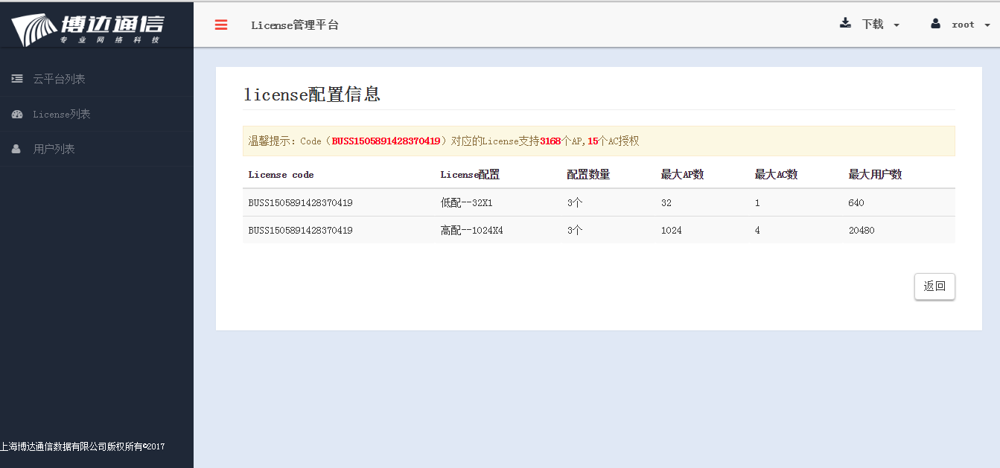 博达通信
专业网络科技
License管理平台
下载
root
云平台列表
License列表
用户列表
license配置信息
温馨提示：Code（BUSS1505891428370419）对应的License支持3168个AP,15个AC授权
License code License配置 配置数量 最大AP数 最大AC数 最大用户数
BUSS1505891428370419 低配--32X1 3个 32 1 640
BUSS1505891428370419 高配--1024X4 3个 1024 4 20480
返回
上海博达通信数据有限公司版权所有©2017